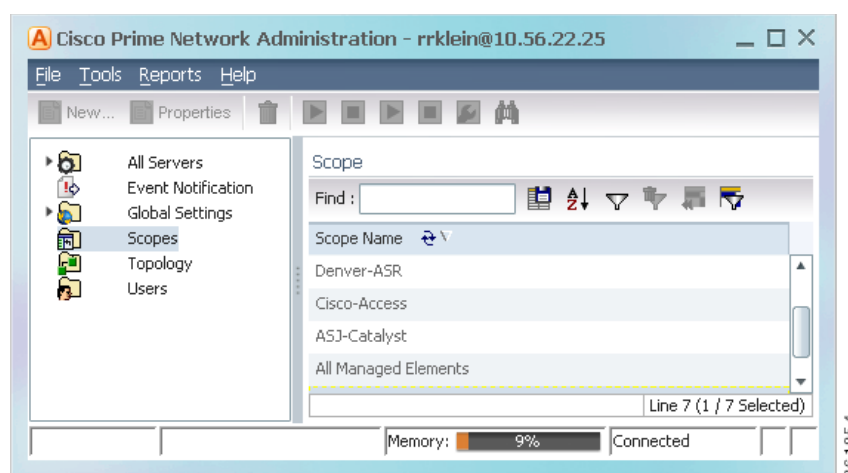 Cisco Prime Network Administration - rrklein@10.56.22.25
File Tools Reports Help
New... Properties
All Servers
Event Notification
Global Settings
Scopes
Topology
Users
Scope
Find :
Scope Name
Denver-ASR
Cisco-Access
ASJ-Catalyst
All Managed Elements
Line 7 (1 / 7 Selected)
Memory: 9% Connected